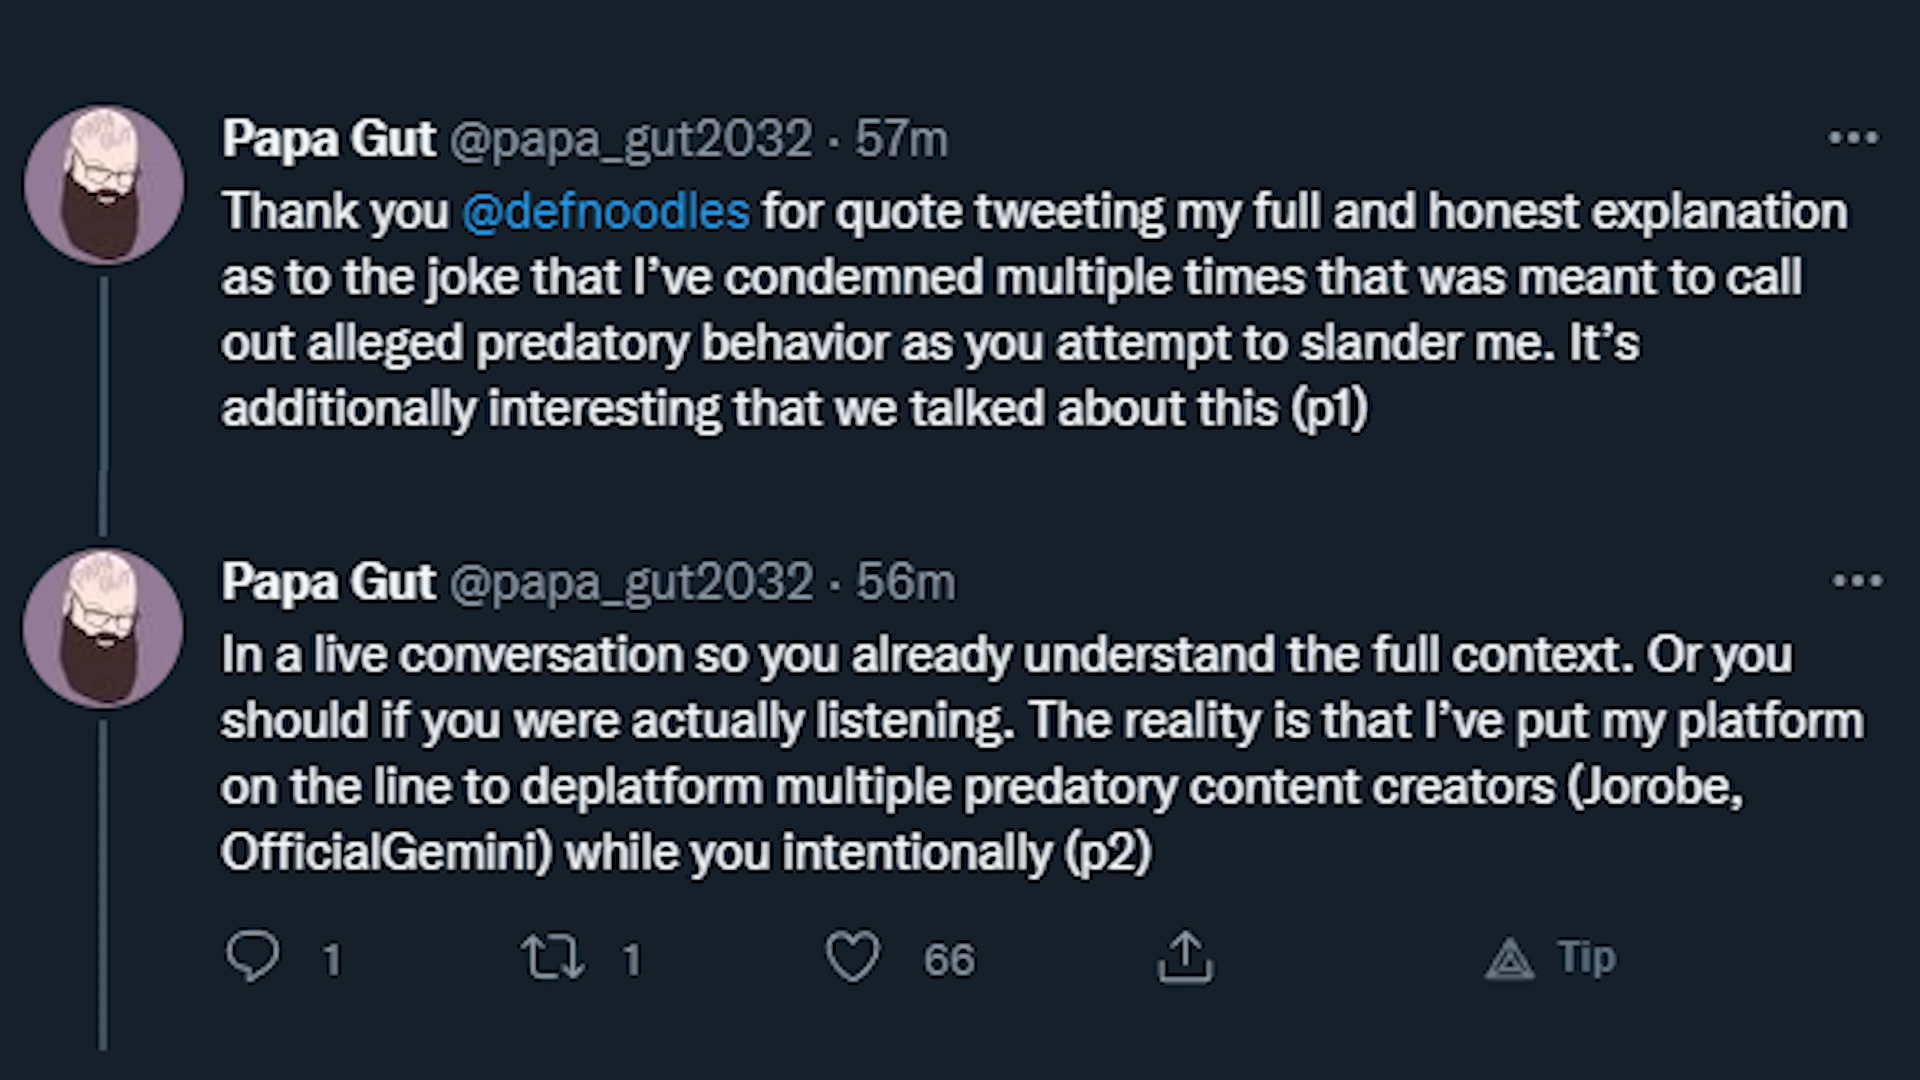 Papa Gut @papa_gut2032 · 57m
Thank you @defnoodles for quote tweeting my full and honest explanation
as to the joke that I've condemned multiple times that was meant to call
out alleged predatory behavior as you attempt to slander me. It's
additionally interesting that we talked about this (p1)
Papa Gut @papa_gut2032 · 56m
In a live conversation so you already understand the full context. Or you
should if you were actually listening. The reality is that I've put my platform
on the line to deplatform multiple predatory content creators (Jorobe,
OfficialGemini) while you intentionally (p2)
1 1 66 Tip